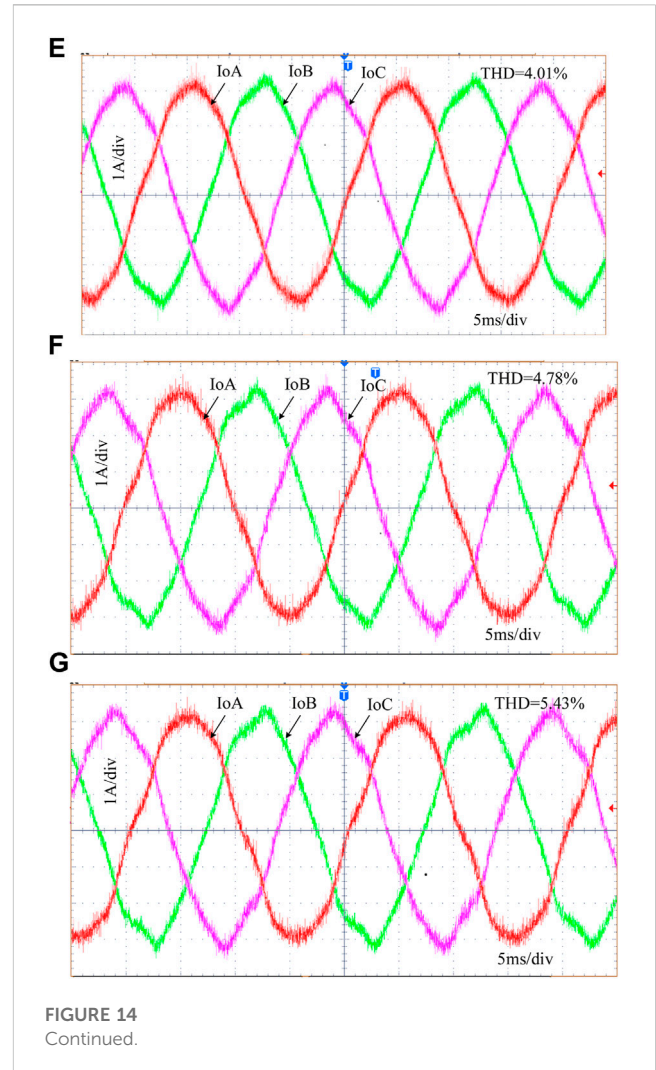 E
IoA IoB IoC THD=4.01%
1A/div
5ms/div
F
IoA IoB IoC THD=4.78%
1A/div
5ms/div
G
IoA IoB IoC THD=5.43%
1A/div
5ms/div
FIGURE 14
Continued.